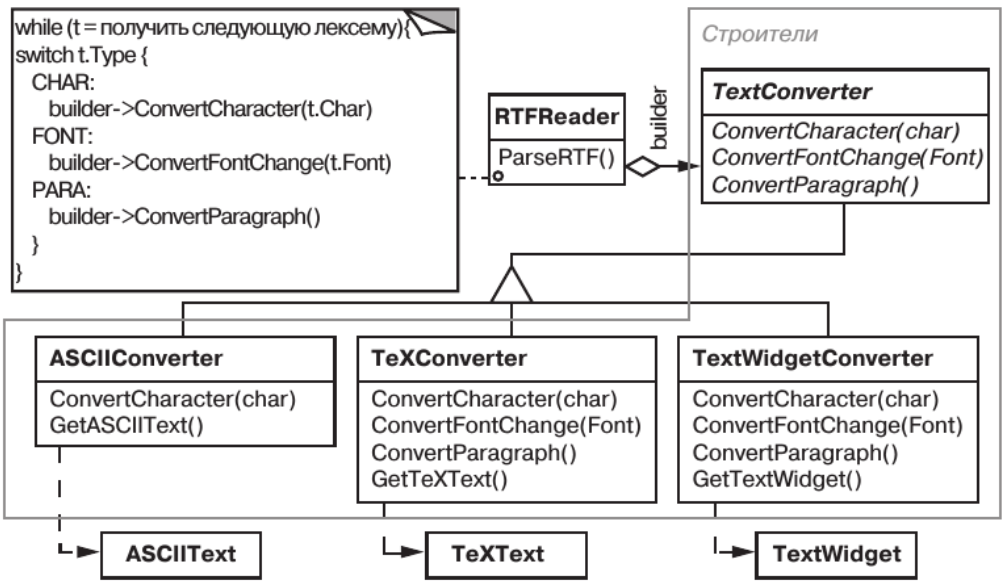 while (t = получить следующую лексему){
switch t.Type {
CHAR:
builder->ConvertCharacter(t.Char)
FONT:
builder->ConvertFontChange(t.Font)
PARA:
builder->ConvertParagraph()
}
}
RTFReader
ParseRTF()
builder
Строители
TextConverter
ConvertCharacter(char)
ConvertFontChange(Font)
ConvertParagraph()
ASCIIConverter
ConvertCharacter(char)
GetASCIIText()
TeXConverter
ConvertCharacter(char)
ConvertFontChange(Font)
ConvertParagraph()
GetTeXText()
TextWidgetConverter
ConvertCharacter(char)
ConvertFontChange(Font)
ConvertParagraph()
GetTextWidget()
ASCIIText
TeXText
TextWidget